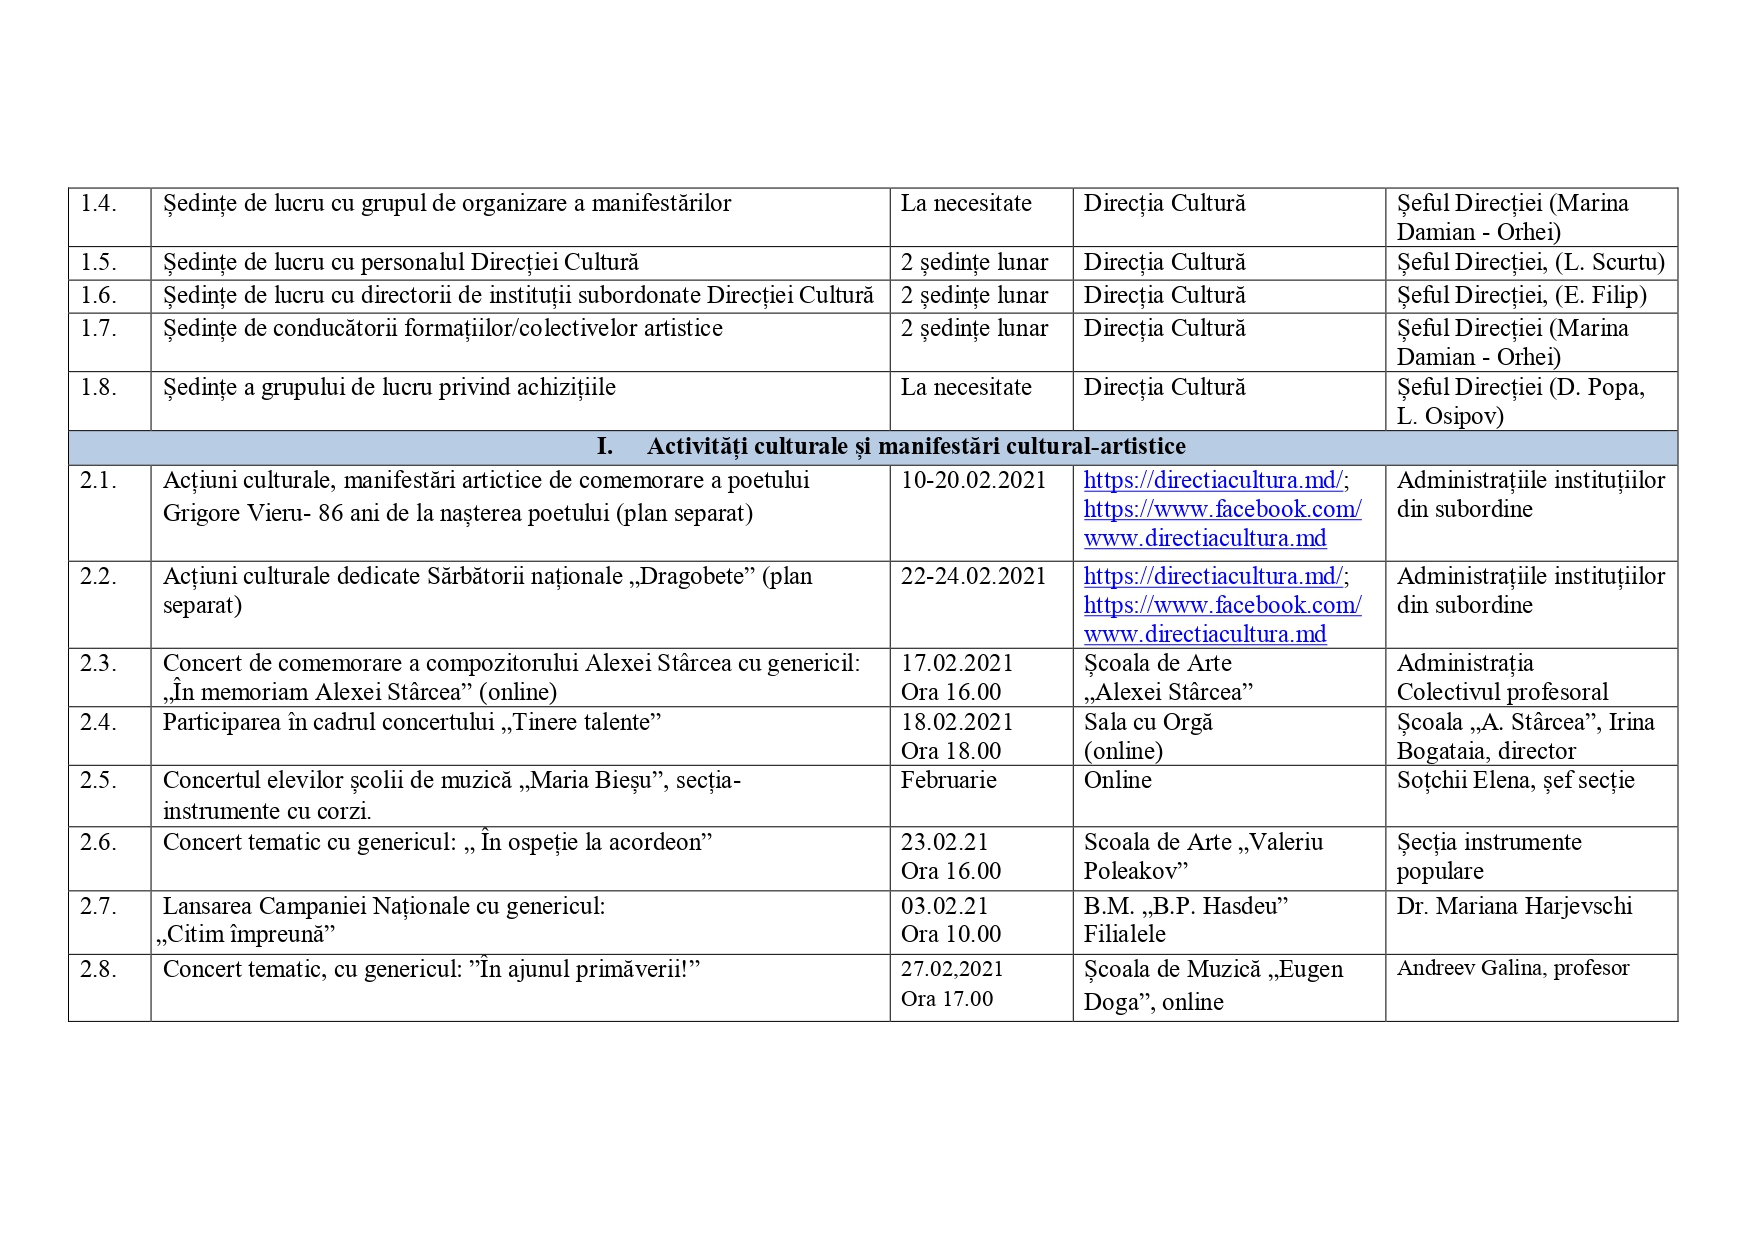 1.4. Ședințe de lucru cu grupul de organizare a manifestărilor La necesitate Direcția Cultură Șeful Direcției (Marina
Damian - Orhei)
1.5. Ședințe de lucru cu personalul Direcției Cultură 2 ședințe lunar Direcția Cultură Șeful Direcției, (L. Scurtu)
1.6. Ședințe de lucru cu directorii de instituții subordonate Direcției Cultură 2 ședințe lunar Direcția Cultură Șeful Direcției, (E. Filip)
1.7. Ședințe de conducătorii formațiilor/colectivelor artistice 2 ședințe lunar Direcția Cultură Șeful Direcției (Marina
Damian - Orhei)
1.8. Ședințe a grupului de lucru privind achizițiile La necesitate Direcția Cultură Șeful Direcției (D. Popa,
L. Osipov)
I. Activități culturale și manifestări cultural-artistice
2.1. Acțiuni culturale, manifestări artictice de comemorare a poetului 10-20.02.2021 https://directiacultura.md/; Administrațiile instituțiilor
Grigore Vieru- 86 ani de la nașterea poetului (plan separat) https://www.facebook.com/ din subordine
www.directiacultura.md
2.2. Acțiuni culturale dedicate Sărbătorii naționale „Dragobete” (plan 22-24.02.2021 https://directiacultura.md/; Administrațiile instituțiilor
separat) https://www.facebook.com/ din subordine
www.directiacultura.md
2.3. Concert de comemorare a compozitorului Alexei Stârcea cu genericil: 17.02.2021 Școala de Arte Administrația
„În memoriam Alexei Stârcea” (online) Ora 16.00 „Alexei Stârcea” Colectivul profesoral
2.4. Participarea în cadrul concertului „Tinere talente” 18.02.2021 Sala cu Orgă Școala „A. Stârcea”, Irina
Ora 18.00 (online) Bogataia, director
2.5. Concertul elevilor școlii de muzică „Maria Bieșu”, secția- Februarie Online Soțchii Elena, șef secție
instrumente cu corzi.
2.6. Concert tematic cu genericul: „ În ospeție la acordeon” 23.02.21 Scoala de Arte „Valeriu Secția instrumente
Ora 16.00 Poleakov” populare
2.7. Lansarea Campaniei Naționale cu genericul: 03.02.21 B.M. „B.P. Hasdeu” Dr. Mariana Harjevschi
„Citim împreună” Ora 10.00 Filialele
2.8. Concert tematic, cu genericul: ”În ajunul primăverii!” 27.02,2021 Școala de Muzică „Eugen Andreev Galina, profesor
Ora 17.00 Doga”, online